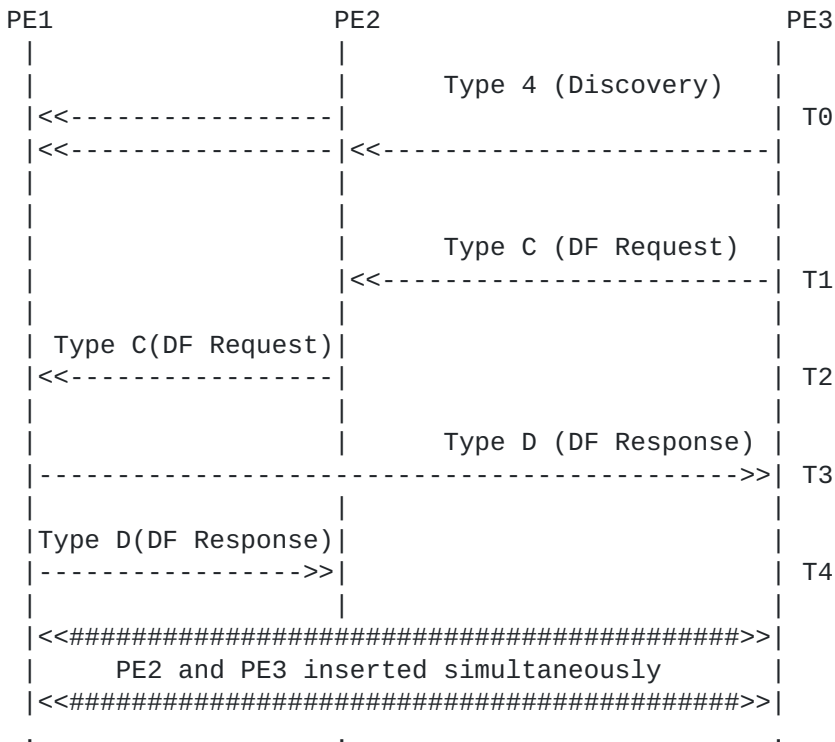 PE1 PE2 PE3
Type 4 (Discovery)
T0
Type C (DF Request)
T1
Type C(DF Request)
T2
Type D (DF Response)
T3
Type D(DF Response)
T4
PE2 and PE3 inserted simultaneously